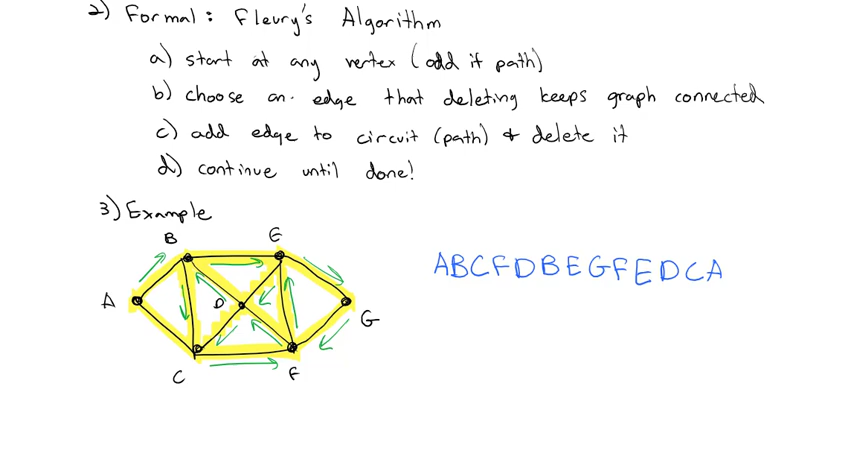 2) Formal: Fleury's Algorithm
a) start at any vertex (odd if path)
b) choose an edge that deleting keeps graph connected
c) add edge to circuit (path) & delete it
d) continue until done!
3) Example
B
E
A
D
G
C
F
ABCFDBEGFEDCA